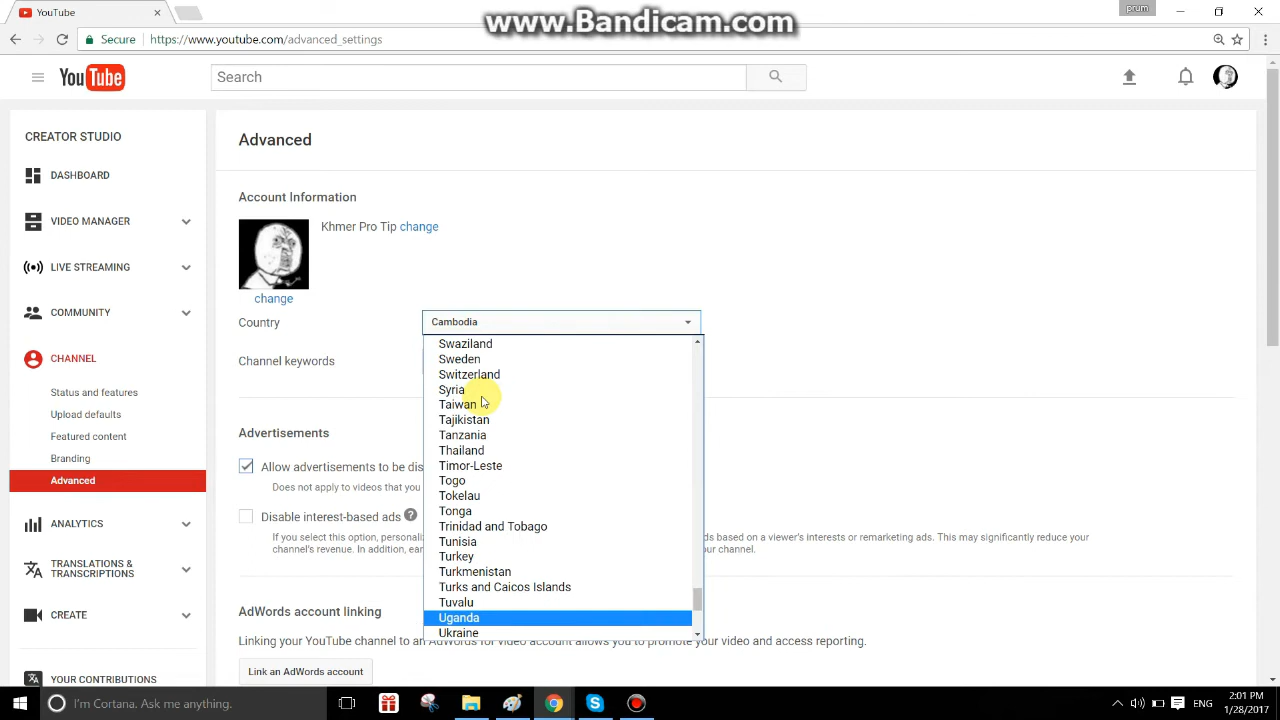 www.Bandicam.com
YouTube
prum
Secure
https://www.youtube.com/advanced_settings
YouTube
Search
CREATOR STUDIO
DASHBOARD
VIDEO MANAGER
LIVE STREAMING
COMMUNITY
CHANNEL
Status and features
Upload defaults
Featured content
Branding
Advanced
ANALYTICS
TRANSLATIONS &
TRANSCRIPTIONS
CREATE
YOUR CONTRIBUTIONS
Advanced
Account Information
Khmer Pro Tip change
change
Country
Cambodia
Channel keywords
Swaziland
Sweden
Switzerland
Syria
Taiwan
Tajikistan
Tanzania
Thailand
Timor-Leste
Togo
Tokelau
Tonga
Trinidad and Tobago
Tunisia
Turkey
Turkmenistan
Turks and Caicos Islands
Tuvalu
Uganda
Ukraine
Advertisements
Allow advertisements to be dis
Does not apply to videos that you
Disable interest-based ads ?
If you select this option, personaliz
ds based on a viewer's interests or remarketing ads. This may significantly reduce your
channel's revenue. In addition, ear
our channel.
AdWords account linking
Linking your YouTube channel to an AdWords for video account allows you to promote your video and access reporting.
Link an AdWords account
I'm Cortana. Ask me anything.
ENG
2:01 PM
1/28/2017